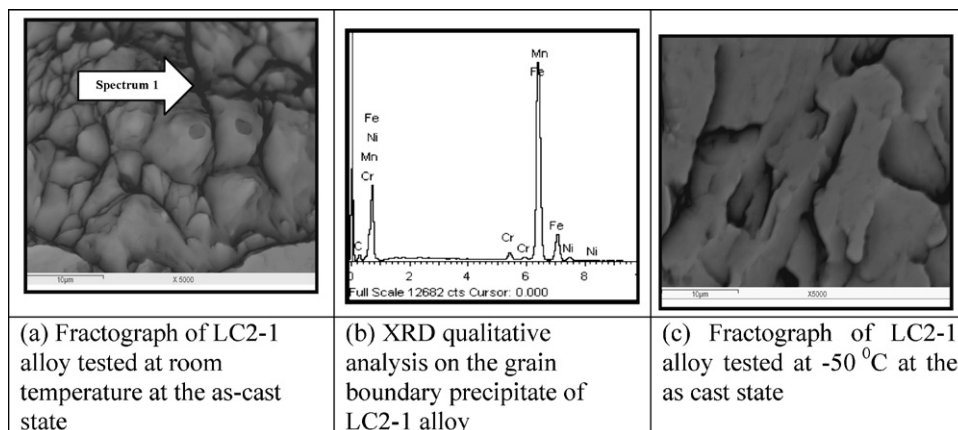 Spectrum 1
10µm X 5000
Fe
Ni
Mn
Cr
C
Mn
Fe
Fe
Cr
Cr
Ni
Ni
0 2 4 6 8
Full Scale 12682 cts Cursor: 0.000
10µm X5000
(a) Fractograph of LC2-1
alloy tested at room
temperature at the as-cast
state
(b) XRD qualitative
analysis on the grain
boundary precipitate of
LC2-1 alloy
(c) Fractograph of LC2-1
alloy tested at -50 ⁰C at the
as cast state